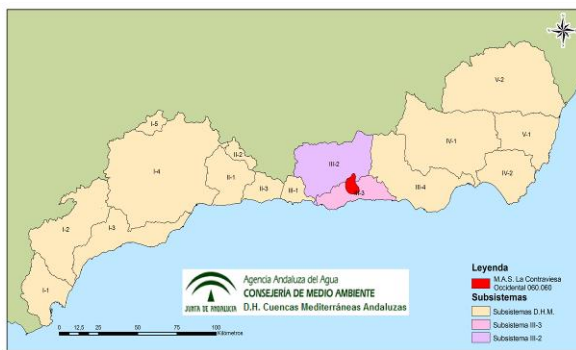 V-2
I-5
II-2
IV-1
V-1
I-4
III-2
II-1
II-3
III-1
III-3
III-4
IV-2
I-2
I-3
I-1
Agencia Andaluza del Agua
CONSEJERÍA DE MEDIO AMBIENTE
JUNTA DE ANDALUCIA
D.H. Cuencas Mediterráneas Andaluzas
0 12,5 25 50 75 100
Kilómetros
Leyenda
M.A.S. La Contraviesa
Occidental 060.060
Subsistemas
Subsistemas D.H.M.
Subsistema III-3
Subsistema III-2